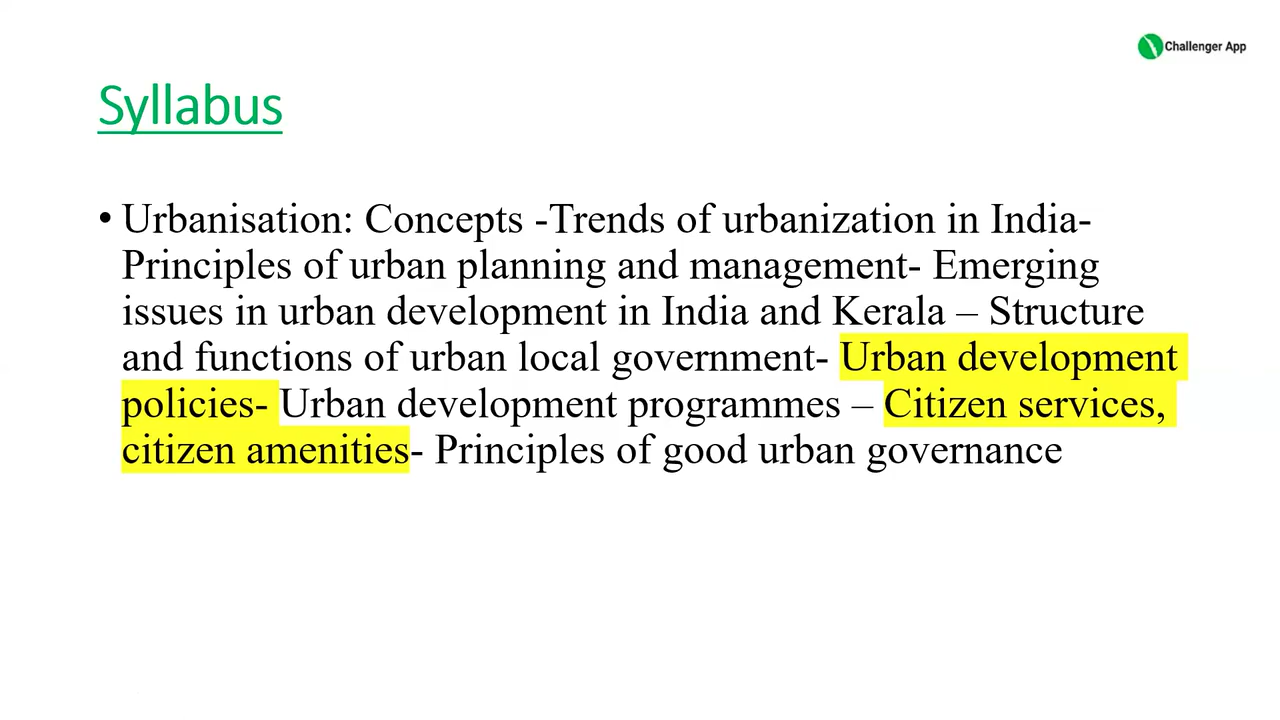 Challenger App
Syllabus
• Urbanisation: Concepts -Trends of urbanization in India-
Principles of urban planning and management- Emerging
issues in urban development in India and Kerala – Structure
and functions of urban local government- Urban development
policies- Urban development programmes – Citizen services,
citizen amenities- Principles of good urban governance